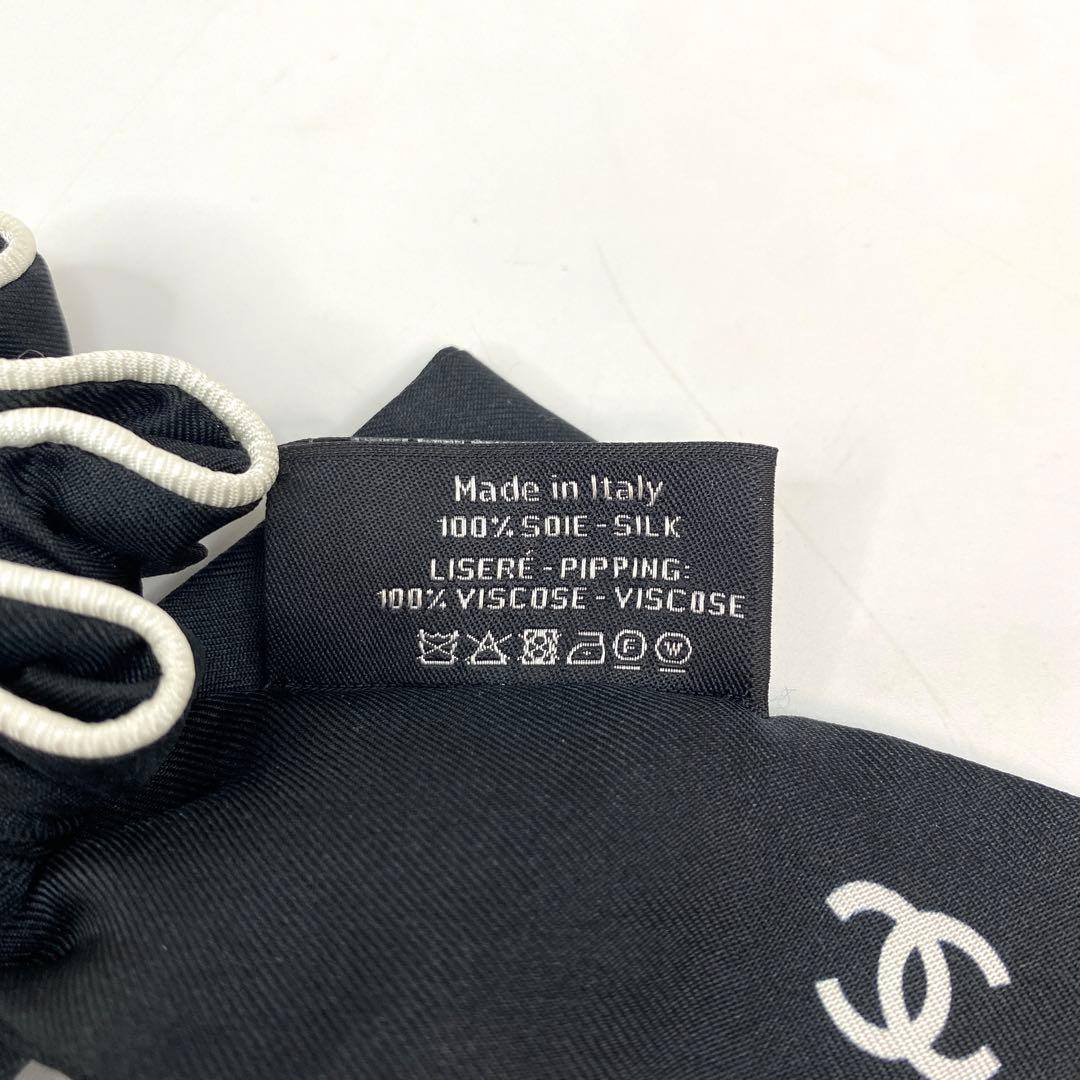 Made in Italy
100% SOIE - SILK
LISERÉ - PIPPING:
100% VISCOSE - VISCOSE
F W